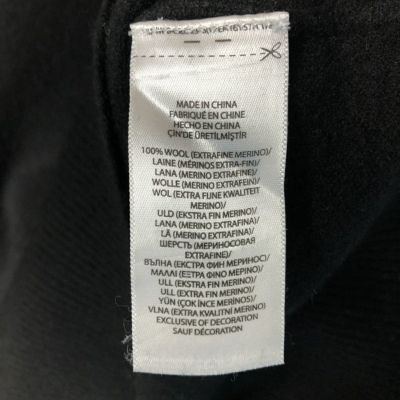 MADE IN CHINA
FABRIQUÉ EN CHINE
HECHO EN CHINA
ÇİN'DE ÜRETİLMİŞTİR
100% WOOL (EXTRAFINE MERINO)/
LAINE (MÉRINOS EXTRA-FIN)/
LANA (MERINO EXTRAFINE)/
WOLLE (MERINO EXTRAFEIN)/
WOL (EXTRA FIJNE KWALITEIT
MERINO)/
ULD (EKSTRA FIN MERINO)/
LANA (MERINO EXTRAFINA)/
LÃ (MERINO EXTRAFINA)/
ШЕРСТЬ (МЕРИНОСОВАЯ
EXTRAFINE)/
ВЪЛНА (ЕКСТРА ФИН МЕРИНОС)/
ΜΑΛΛΙ (ΕΞΤΡΑ ΦΙΝΟ ΜΕΡΙΝΟ)/
ULL (EKSTRA FIN MERINO)/
ULL (EXTRA FIN MERINO)/
YÜN (ÇOK İNCE MERİNOS)/
VLNA (EXTRA KVALITNÍ MERINO)
EXCLUSIVE OF DECORATION
SAUF DÉCORATION